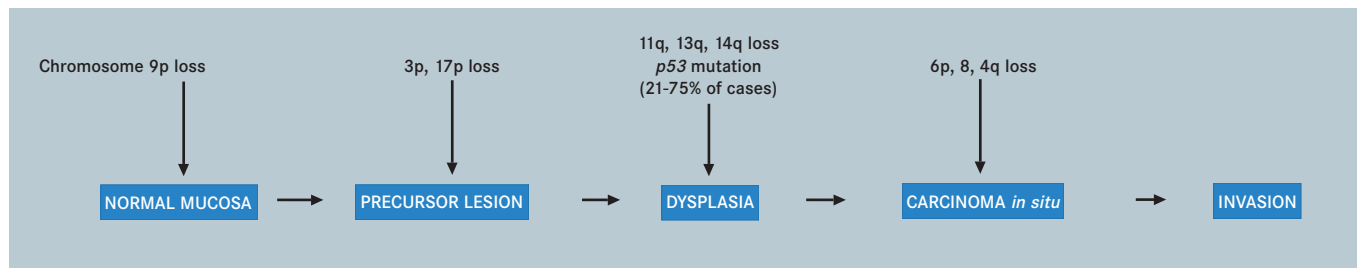 Chromosome 9p loss
3p, 17p loss
11q, 13q, 14q loss
p53 mutation
(21-75% of cases)
6p, 8, 4q loss
NORMAL MUCOSA
PRECURSOR LESION
DYSPLASIA
CARCINOMA in situ
INVASION